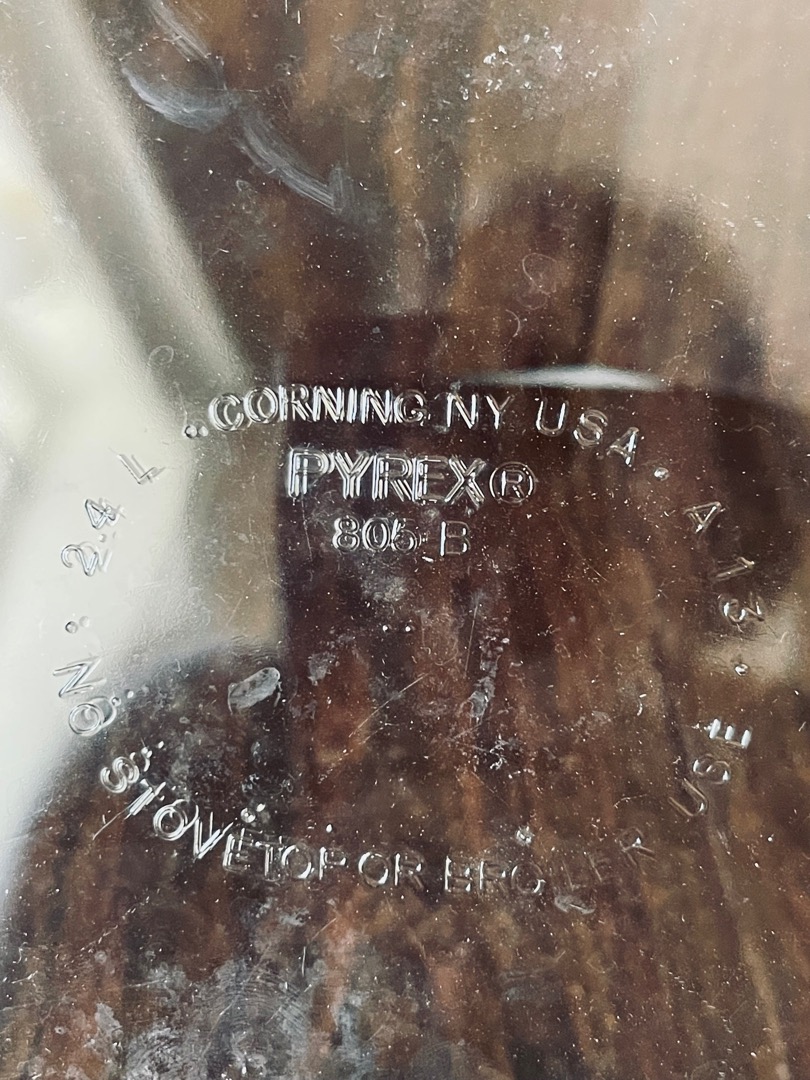 CORNING, NY USA · A 13 ·
PYREX®
805 B
2.4 L
NO STOVETOP OR BROILER USE